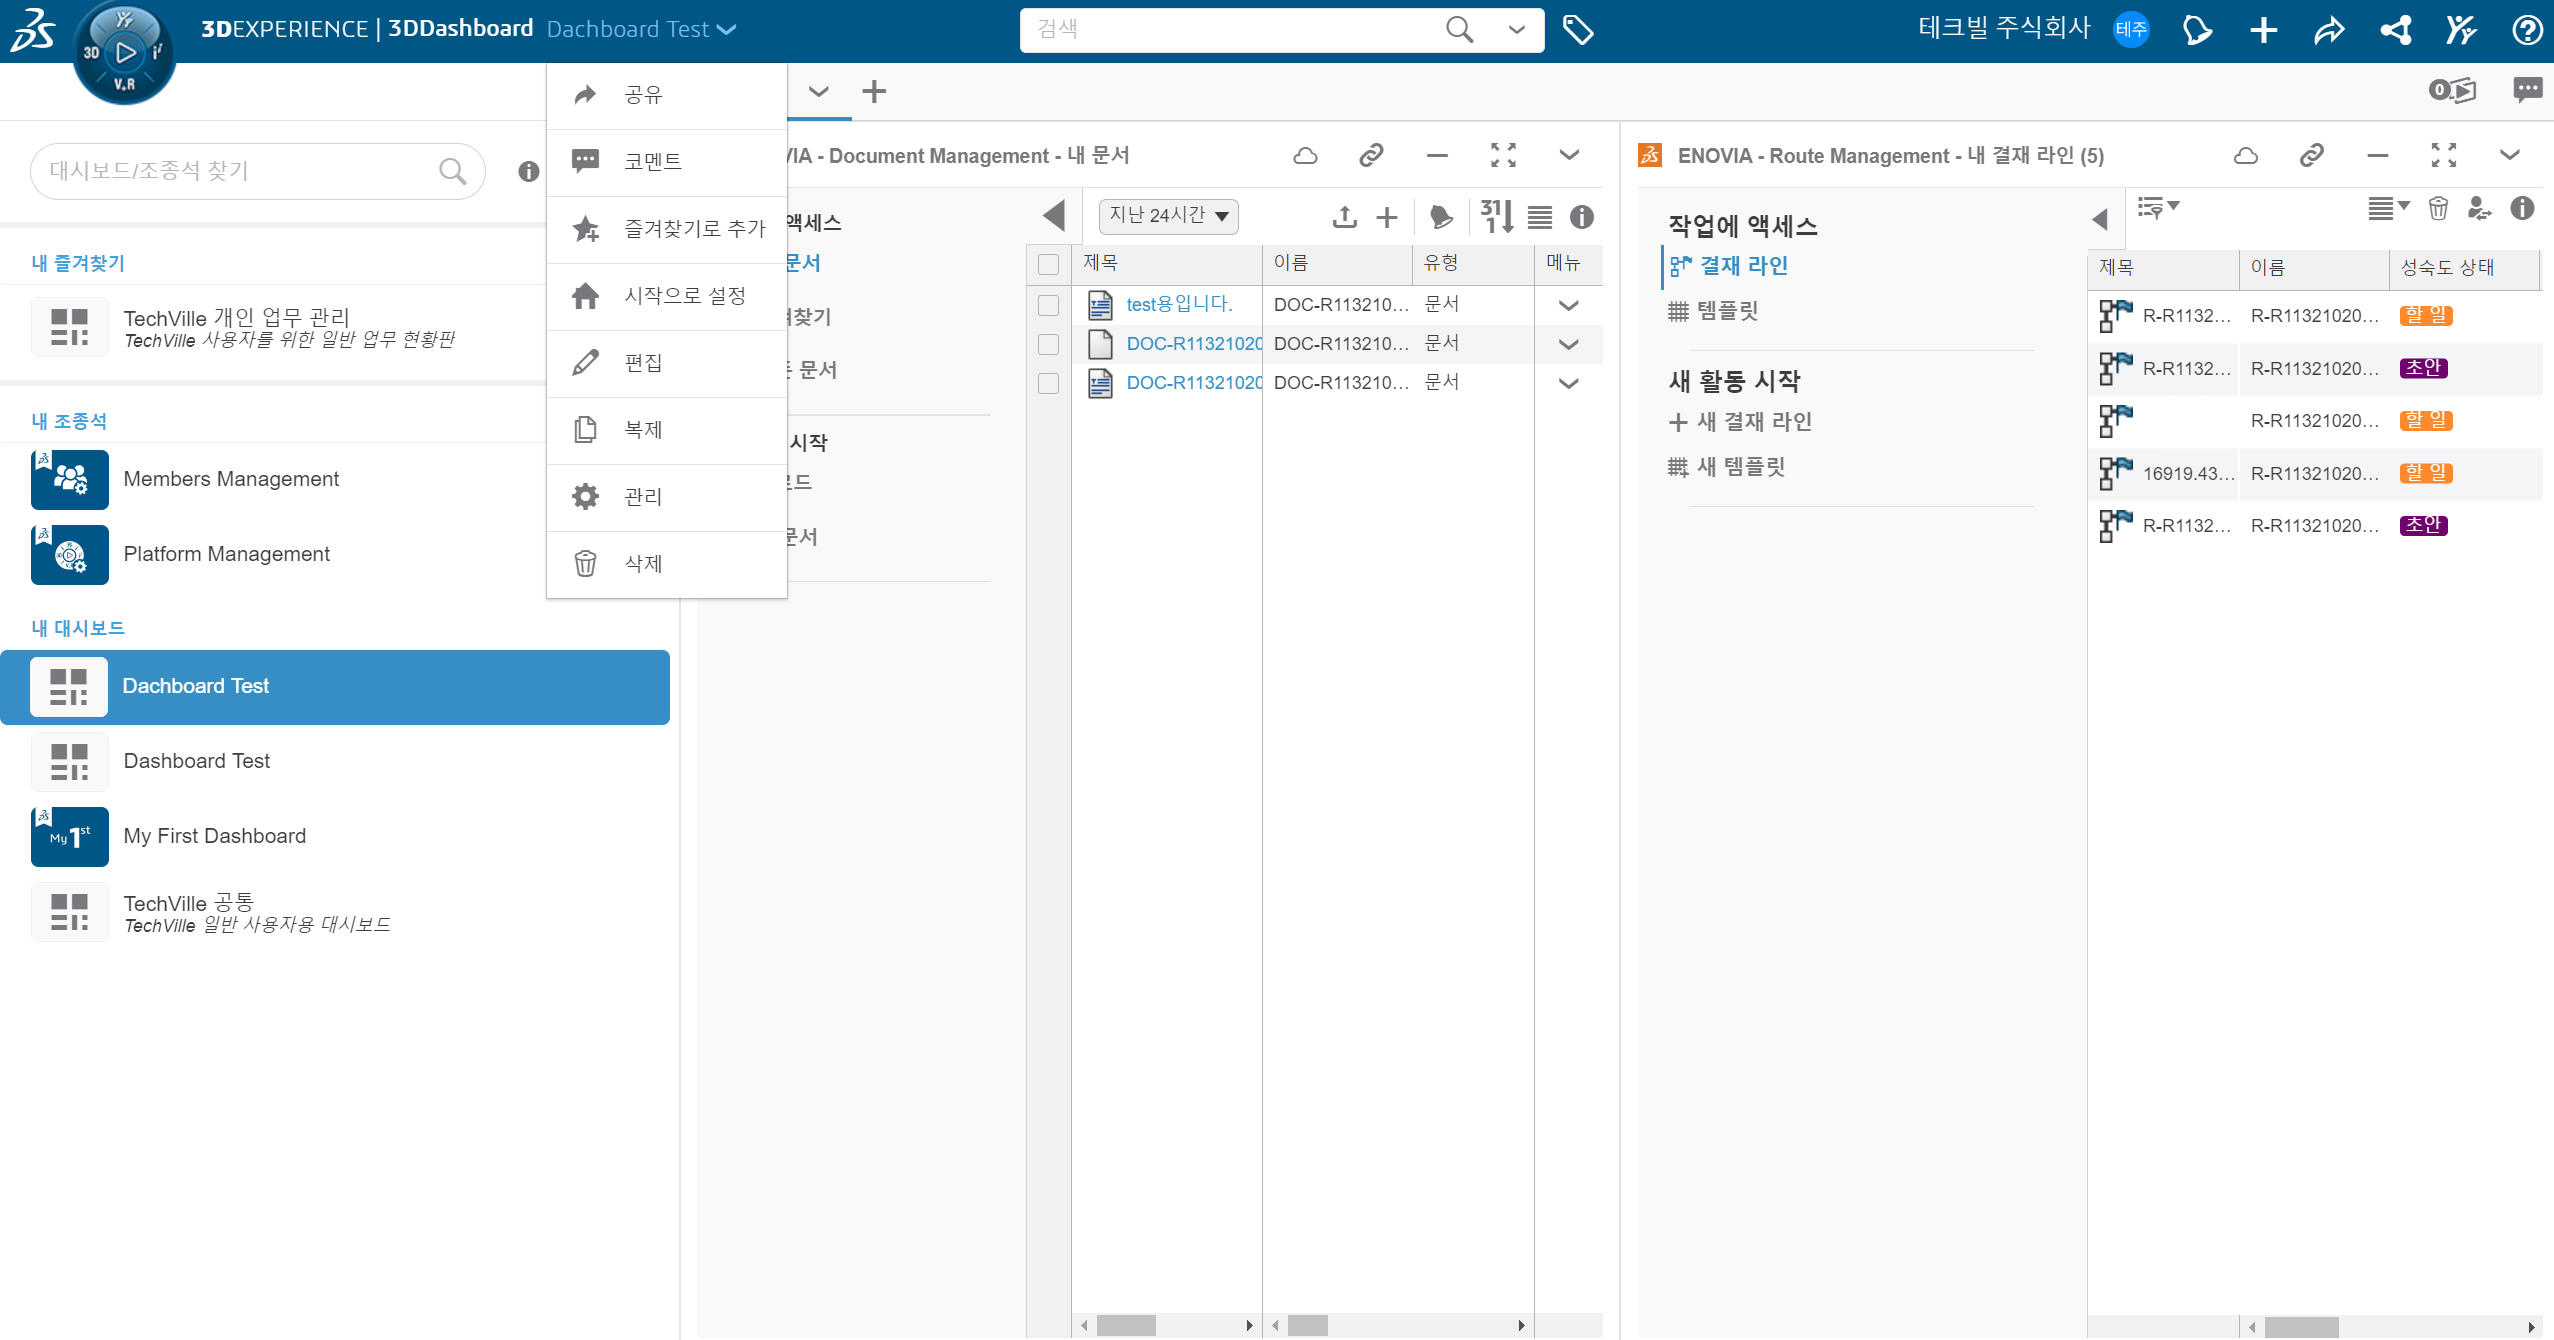 3DEXPERIENCE | 3DDashboard Dachboard Test
검색
테크빌 주식회사
테주
3D
V.R
0
대시보드/조종석 찾기
내 즐겨찾기
TechVille 개인 업무 관리
TechVille 사용자를 위한 일반 업무 현황판
내 조종석
Members Management
Platform Management
내 대시보드
Dachboard Test
Dashboard Test
My 1st
My First Dashboard
TechVille 공통
TechVille 일반 사용자용 대시보드
공유
코멘트
즐겨찾기로 추가
시작으로 설정
편집
복제
관리
삭제
VIA - Document Management - 내 문서
액세스
문서
찾기
문서
시작
로드
문서
지난 24시간
31
1
제목 이름 유형 메뉴
test용입니다. DOC-R113210... 문서
DOC-R11321020 DOC-R113210... 문서
DOC-R11321020 DOC-R113210... 문서
ENOVIA - Route Management - 내 결재 라인 (5)
작업에 액세스
결재 라인
템플릿
새 활동 시작
새 결재 라인
새 템플릿
제목 이름 성숙도 상태
R-R1132... R-R11321020... 할 일
R-R1132... R-R11321020... 초안
R-R11321020... 할 일
16919.43... R-R11321020... 할 일
R-R1132... R-R11321020... 초안